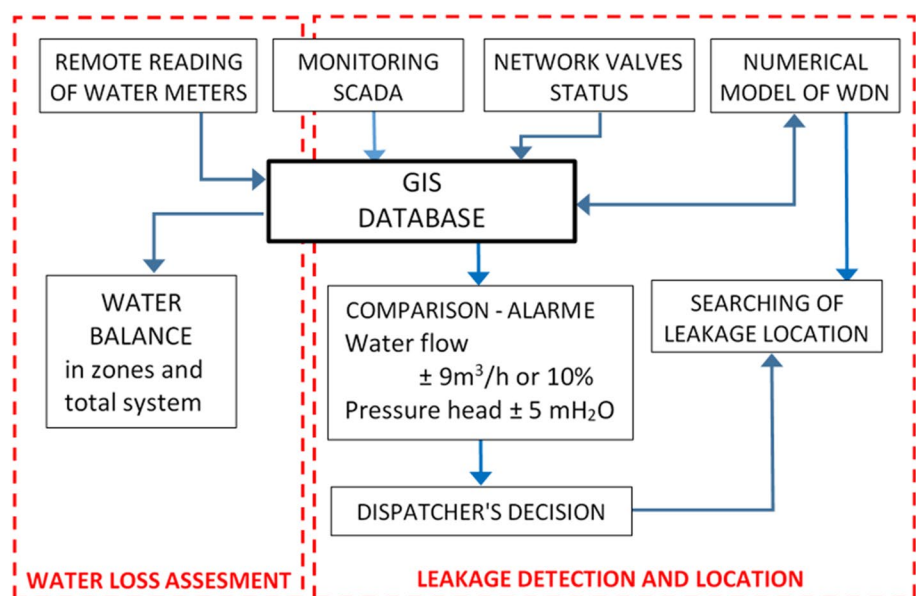 REMOTE READING
OF WATER METERS
MONITORING
SCADA
NETWORK VALVES
STATUS
NUMERICAL
MODEL OF WDN
GIS
DATABASE
WATER
BALANCE
in zones and
total system
COMPARISON - ALARME
Water flow
± 9m³/h or 10%
Pressure head ± 5 mH₂O
SEARCHING OF
LEAKAGE LOCATION
DISPATCHER'S DECISION
WATER LOSS ASSESMENT
LEAKAGE DETECTION AND LOCATION